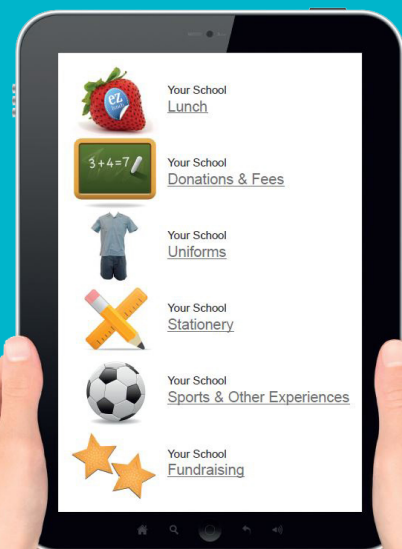 ez
Your School
Lunch
3+4=7
Your School
Donations & Fees
Your School
Uniforms
Your School
Stationery
Your School
Sports & Other Experiences
Your School
Fundraising